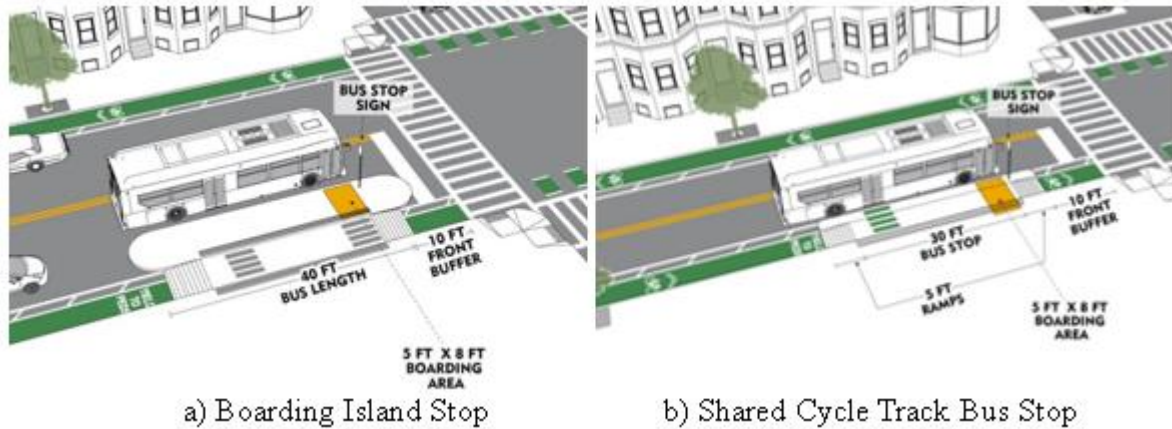 BUS STOP
SIGN
10 FT
FRONT
BUFFER
40 FT
BUS LENGTH
5 FT X 8 FT
BOARDING
AREA
a) Boarding Island Stop
BUS STOP
SIGN
10 FT
FRONT
BUFFER
30 FT
BUS STOP
5 FT
RAMPS
5 FT X 8 FT
BOARDING
AREA
b) Shared Cycle Track Bus Stop